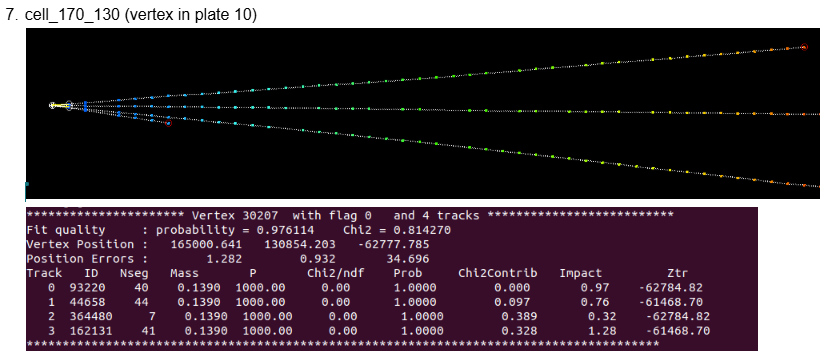 7. cell_170_130 (vertex in plate 10)
*********************** Vertex 30207  with flag 0   and 4 tracks ***************************
Fit quality     : probability = 0.976114   Chi2 = 0.814270
Vertex Position :   165000.641   130854.203   -62777.785
Position Errors :        1.282        0.932       34.696
Track   ID   Nseg   Mass       P       Chi2/ndf    Prob     Chi2Contrib   Impact        Ztr
0  93220    40    0.1390  1000.00     0.00      1.0000       0.000      0.97    -62784.82
1  44658    44    0.1390  1000.00     0.00      1.0000       0.097      0.76    -61468.70
2  364480    7    0.1390  1000.00     0.00      1.0000       0.389      0.32    -62784.82
3  162131   41    0.1390  1000.00     0.00      1.0000       0.328      1.28    -61468.70
*****************************************************************************************